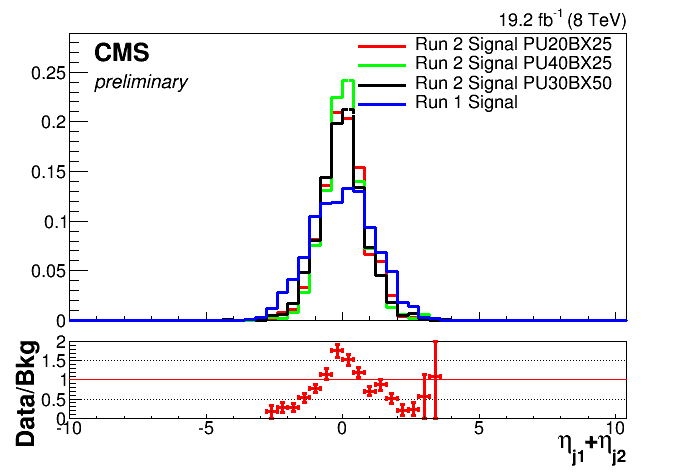 19.2 fb⁻¹ (8 TeV)
CMS
preliminary
Run 2 Signal PU20BX25
Run 2 Signal PU40BX25
Run 2 Signal PU30BX50
Run 1 Signal
0.25
0.2
0.15
0.1
0.05
0
Data/Bkg
2
1.5
1
0.5
0
-10 -5 0 5 10
η_j1+η_j2